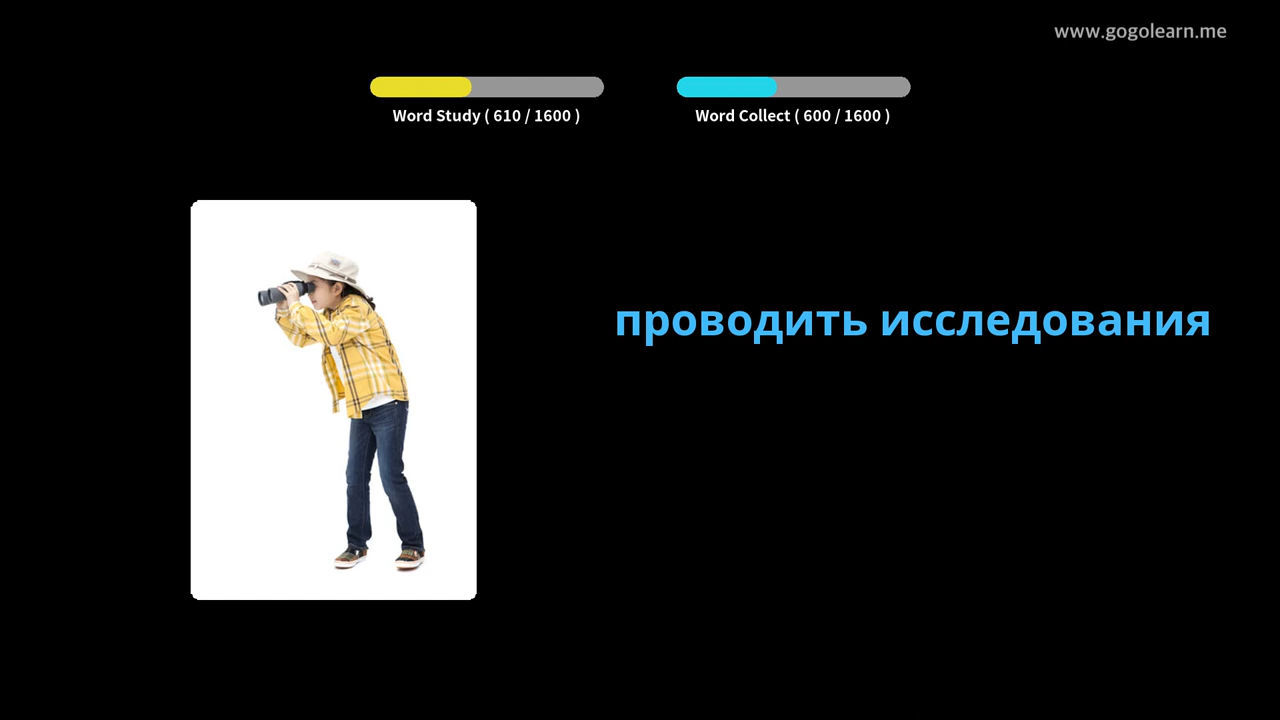 www.gogolearn.me
Word Study ( 610 / 1600 )
Word Collect ( 600 / 1600 )
проводить исследования